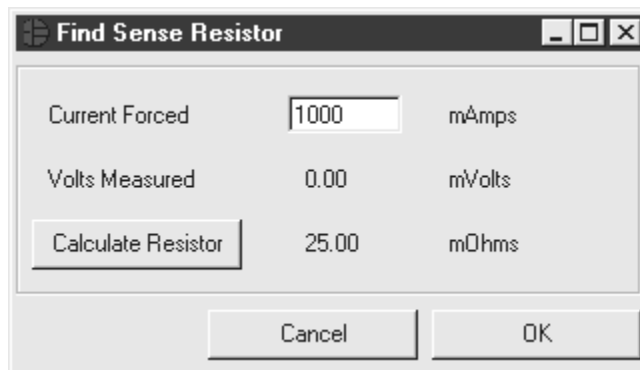 Find Sense Resistor
Current Forced 1000 mAmps
Volts Measured 0.00 mVolts
Calculate Resistor 25.00 mOhms
Cancel OK